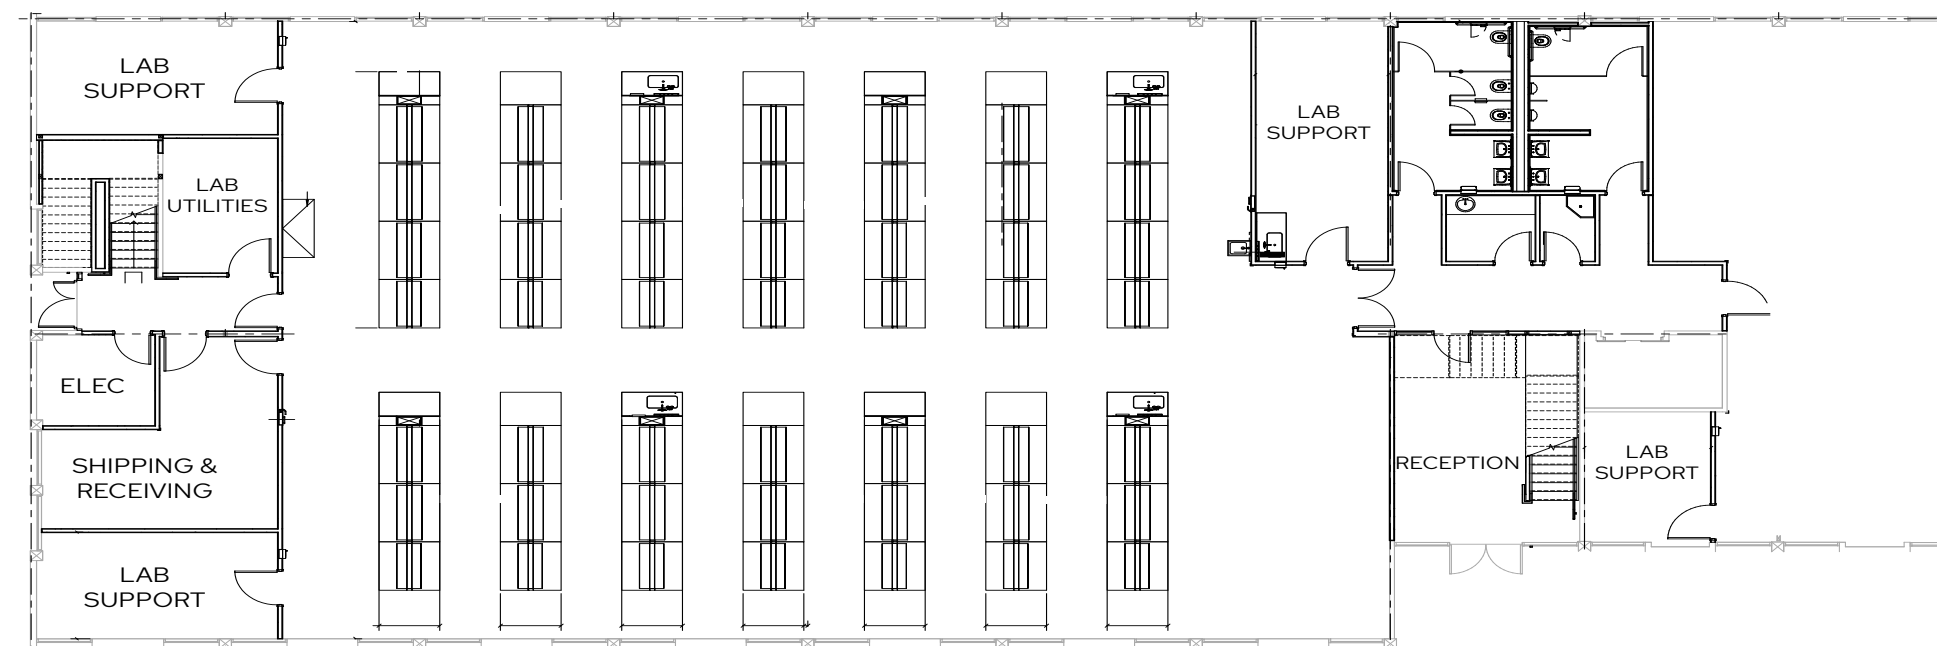 LAB
SUPPORT
LAB
UTILITIES
ELEC
SHIPPING &
RECEIVING
LAB
SUPPORT
LAB
SUPPORT
RECEPTION
LAB
SUPPORT